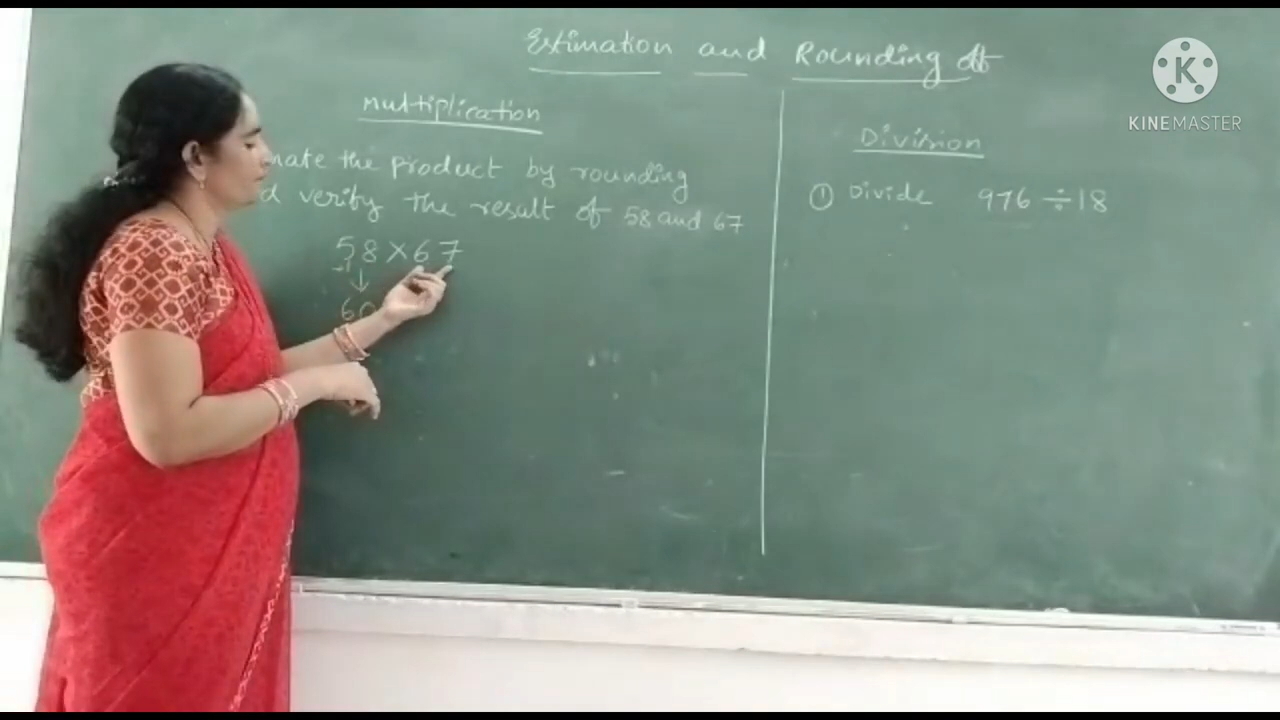 Estimation and Rounding off
Multiplication
mate the product by rounding
d verify the result of 58 and 67
58 × 67
↓
60
Division
① Divide 976 ÷ 18
K
KINEMASTER